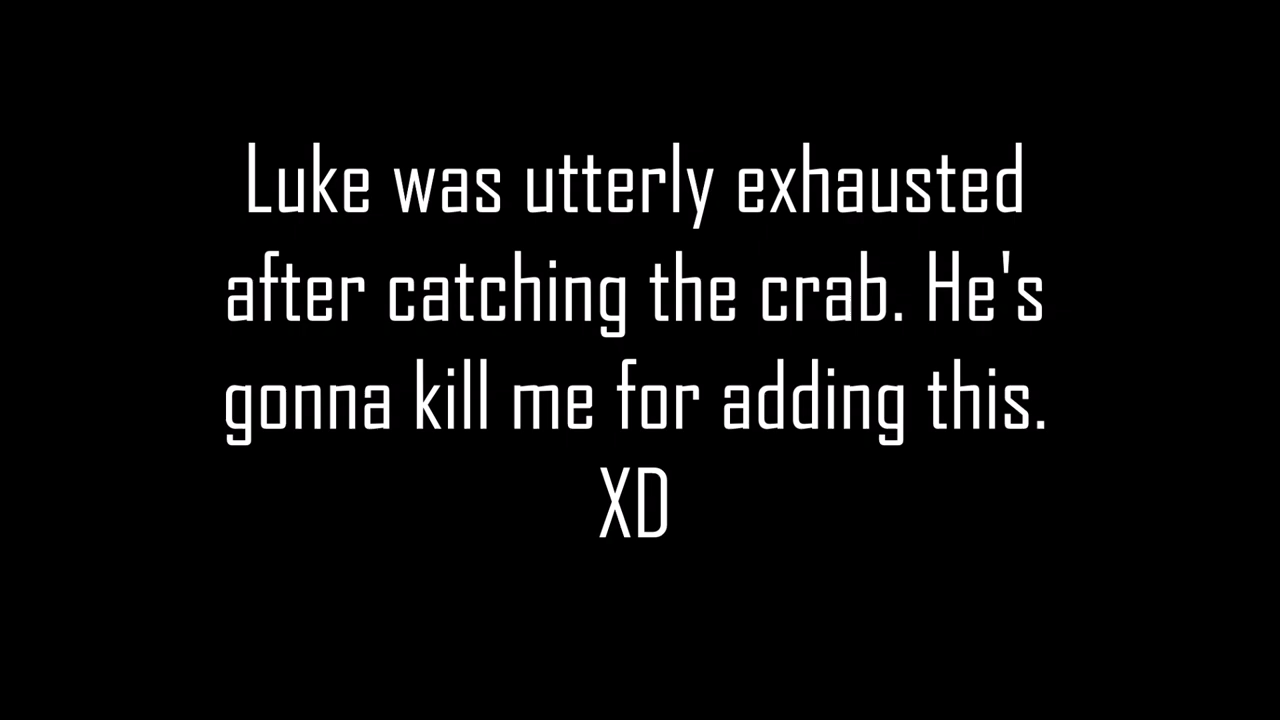 Luke was utterly exhausted
after catching the crab. He's
gonna kill me for adding this.
XD